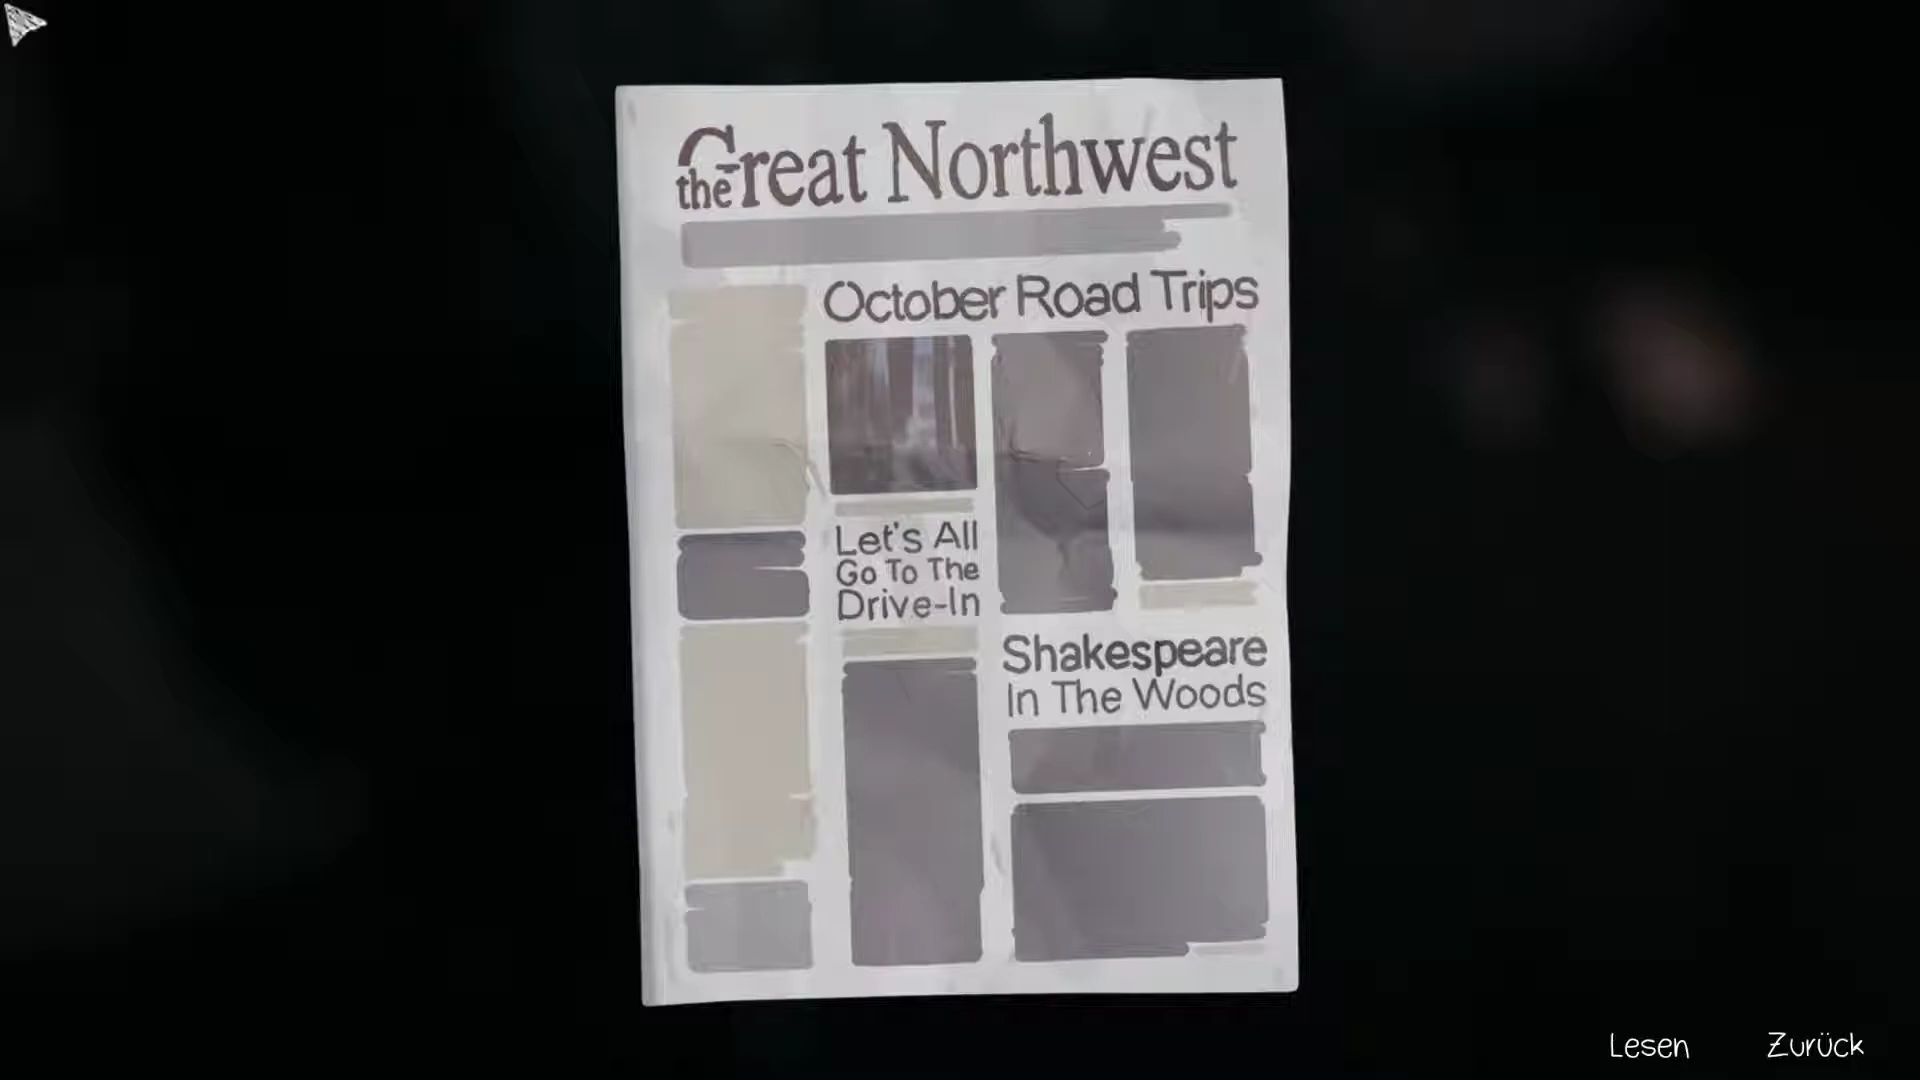 the Great Northwest
October Road Trips
Let's All
Go To The
Drive-In
Shakespeare
In The Woods
Lesen
Zurück